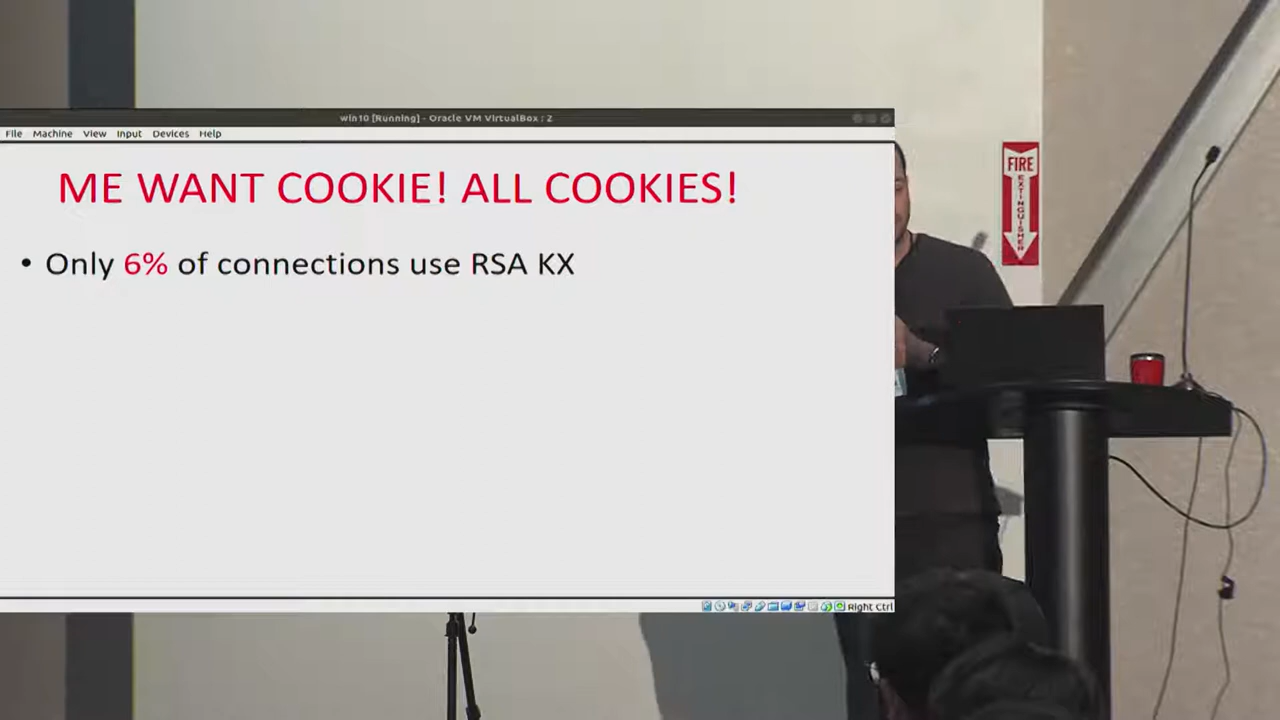 win10 [Running] - Oracle VM VirtualBox : 2
File Machine View Input Devices Help
ME WANT COOKIE! ALL COOKIES!
• Only 6% of connections use RSA KX
Right Ctrl
FIRE
EXTINGUISHER